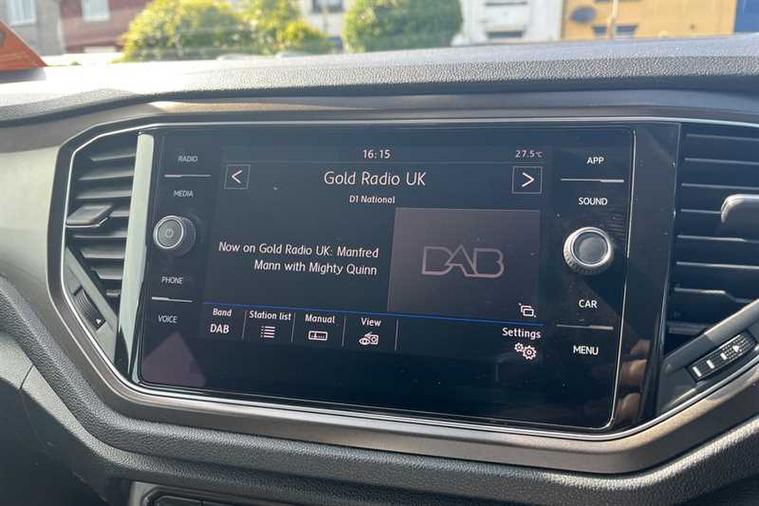 RADIO
MEDIA
PHONE
VOICE
16:15
27.5°C
< Gold Radio UK >
D1 National
Now on Gold Radio UK: Manfred
Mann with Mighty Quinn
DAB
Band
DAB
Station list
Manual
View
Settings
APP
SOUND
CAR
MENU